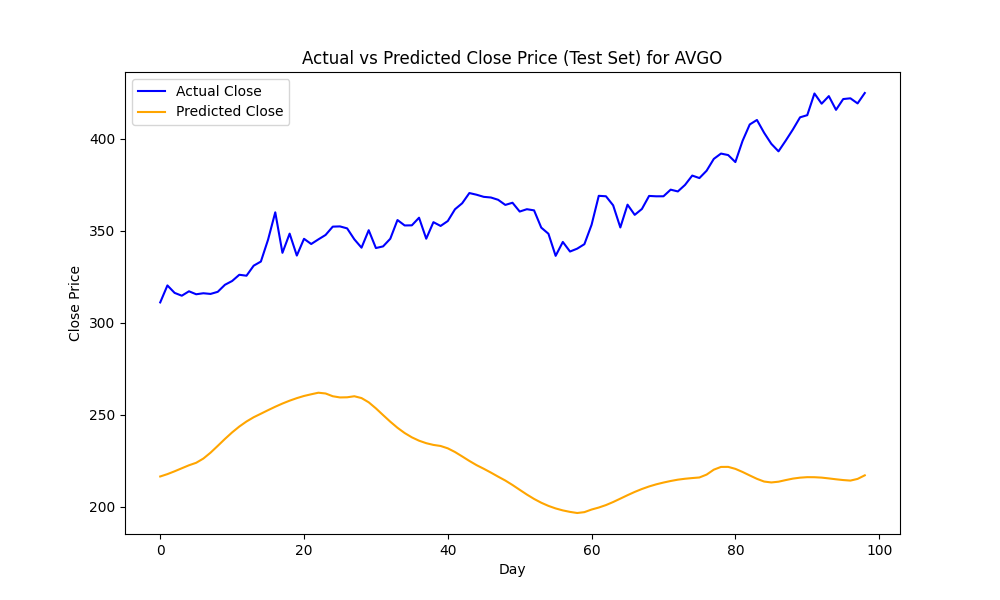 Actual vs Predicted Close Price (Test Set) for AVGO
Actual Close
Predicted Close
400
350
300
250
200
Close Price
0 20 40 60 80 100
Day